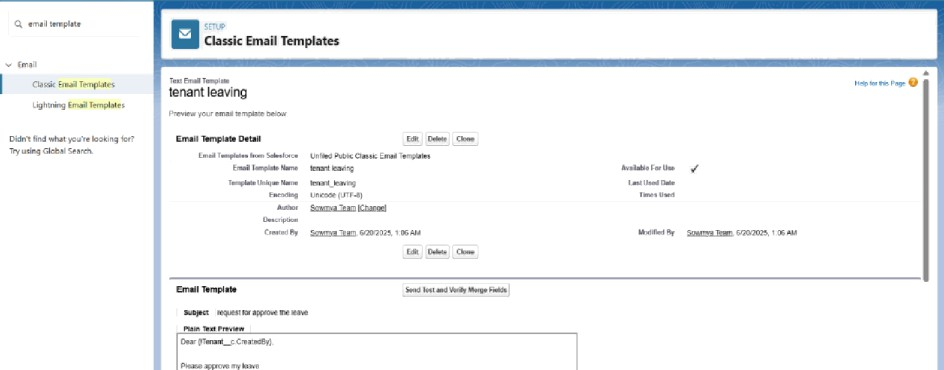 email template
SETUP
Classic Email Templates
Email
Classic Email Templates
Lightning Email Templates
Didn't find what you're looking for?
Try using Global Search.
Text Email Template
tenant leaving
Help for this Page
Preview your email template below
Email Template Detail
Edit Delete Clone
Email Templates from Salesforce Unfiled Public Classic Email Templates
Email Template Name tenant leaving Available For Use ✓
Template Unique Name tenant_leaving Last Used Date
Encoding Unicode (UTF-8) Times Used
Author Sowmya Team [Change]
Description
Created By Sowmya Team, 6/20/2025, 1:06 AM Modified By Sowmya Team, 6/20/2025, 1:06 AM
Edit Delete Clone
Email Template Send Test and Verify Merge Fields
Subject request for approve the leave
Plain Text Preview
Dear {!Tenant__c.CreatedBy},
Please approve my leave